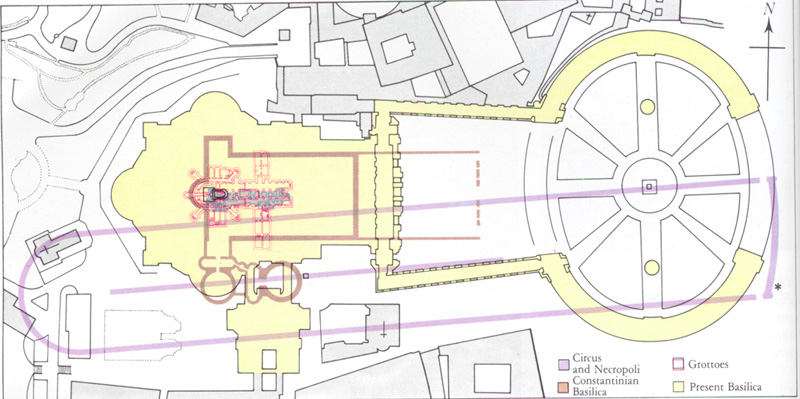 N
*
Circus
and Necropoli
Constantinian
Basilica
Grottoes
Present Basilica